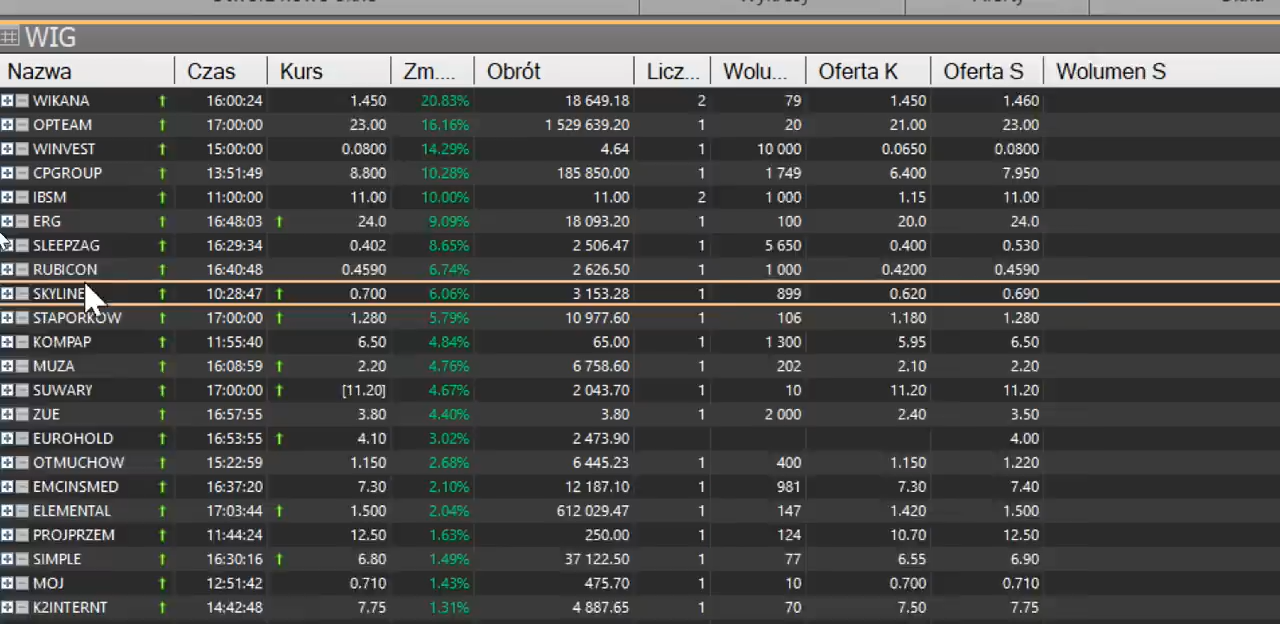 WIG
Nazwa Czas Kurs Zm.... Obrót Licz... Wolu... Oferta K Oferta S Wolumen S
WIKANA 16:00:24 1.450 20.83% 18 649.18 2 79 1.450 1.460
OPTEAM 17:00:00 23.00 16.16% 1 529 639.20 1 20 21.00 23.00
WINVEST 15:00:00 0.0800 14.29% 4.64 1 10 000 0.0650 0.0800
CPGROUP 13:51:49 8.800 10.28% 185 850.00 1 1 749 6.400 7.950
IBSM 11:00:00 11.00 10.00% 11.00 2 1 000 1.15 11.00
ERG 16:48:03 24.0 9.09% 18 093.20 1 100 20.0 24.0
SLEEPZAG 16:29:34 0.402 8.65% 2 506.47 1 5 650 0.400 0.530
RUBICON 16:40:48 0.4590 6.74% 2 626.50 1 1 000 0.4200 0.4590
SKYLINE 10:28:47 0.700 6.06% 3 153.28 1 899 0.620 0.690
STAPORKOW 17:00:00 1.280 5.79% 10 977.60 1 106 1.180 1.280
KOMPAP 11:55:40 6.50 4.84% 65.00 1 1 300 5.95 6.50
MUZA 16:08:59 2.20 4.76% 6 758.60 1 202 2.10 2.20
SUWARY 17:00:00 [11.20] 4.67% 2 043.70 1 10 11.20 11.20
ZUE 16:57:55 3.80 4.40% 3.80 1 2 000 2.40 3.50
EUROHOLD 16:53:55 4.10 3.02% 2 473.90 4.00
OTMUCHOW 15:22:59 1.150 2.68% 6 445.23 1 400 1.150 1.220
EMCINSMED 16:37:20 7.30 2.10% 12 187.10 1 981 7.30 7.40
ELEMENTAL 17:03:44 1.500 2.04% 612 029.47 1 147 1.420 1.500
PROJPRZEM 11:44:24 12.50 1.63% 250.00 1 124 10.70 12.50
SIMPLE 16:30:16 6.80 1.49% 37 122.50 1 77 6.55 6.90
MOJ 12:51:42 0.710 1.43% 475.70 1 10 0.700 0.710
K2INTERNT 14:42:48 7.75 1.31% 4 887.65 1 70 7.50 7.75